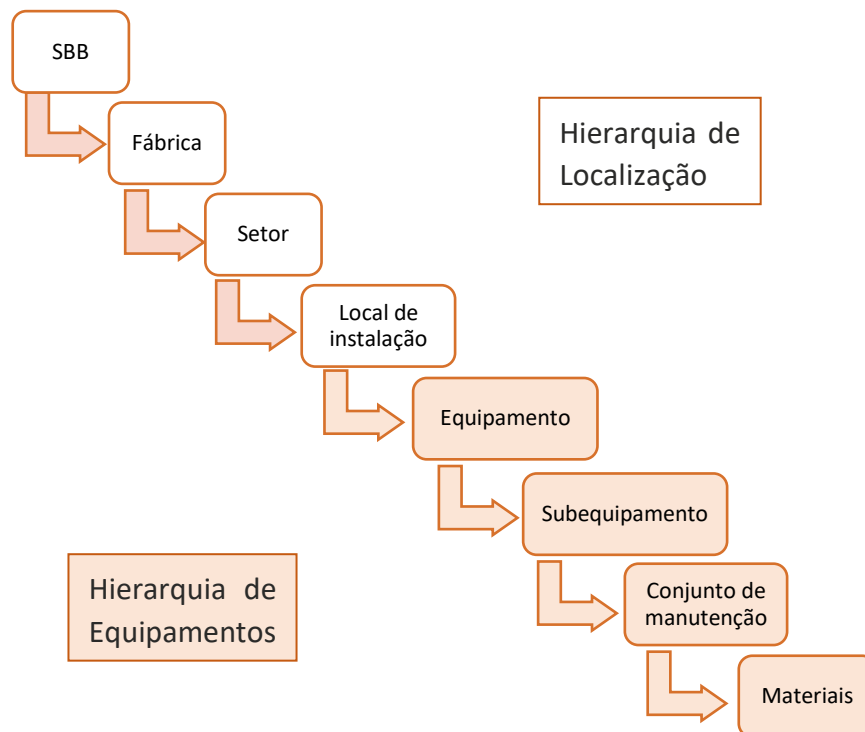 SBB
Fábrica
Hierarquia de
Localização
Setor
Local de
instalação
Equipamento
Subequipamento
Hierarquia de
Equipamentos
Conjunto de
manutenção
Materiais